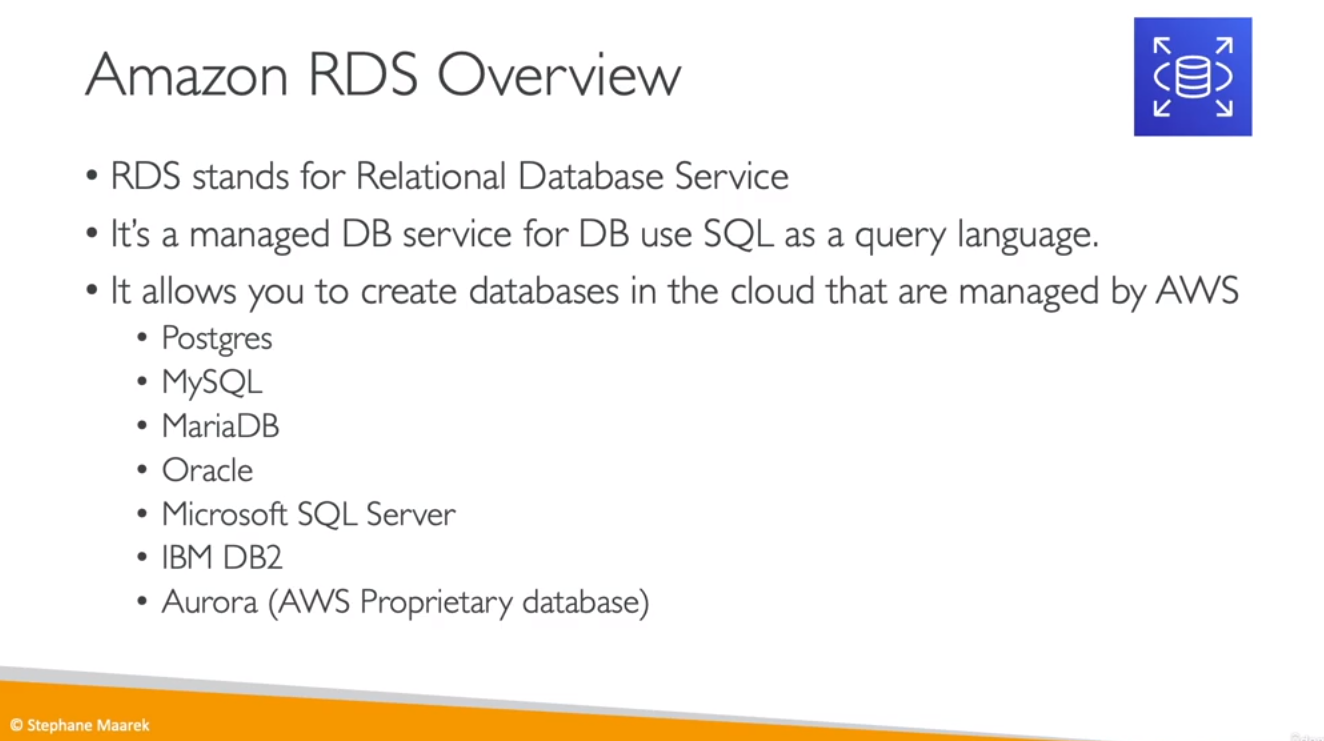 Amazon RDS Overview
• RDS stands for Relational Database Service
• It's a managed DB service for DB use SQL as a query language.
• It allows you to create databases in the cloud that are managed by AWS
• Postgres
• MySQL
• MariaDB
• Oracle
• Microsoft SQL Server
• IBM DB2
• Aurora (AWS Proprietary database)
© Stephane Maarek